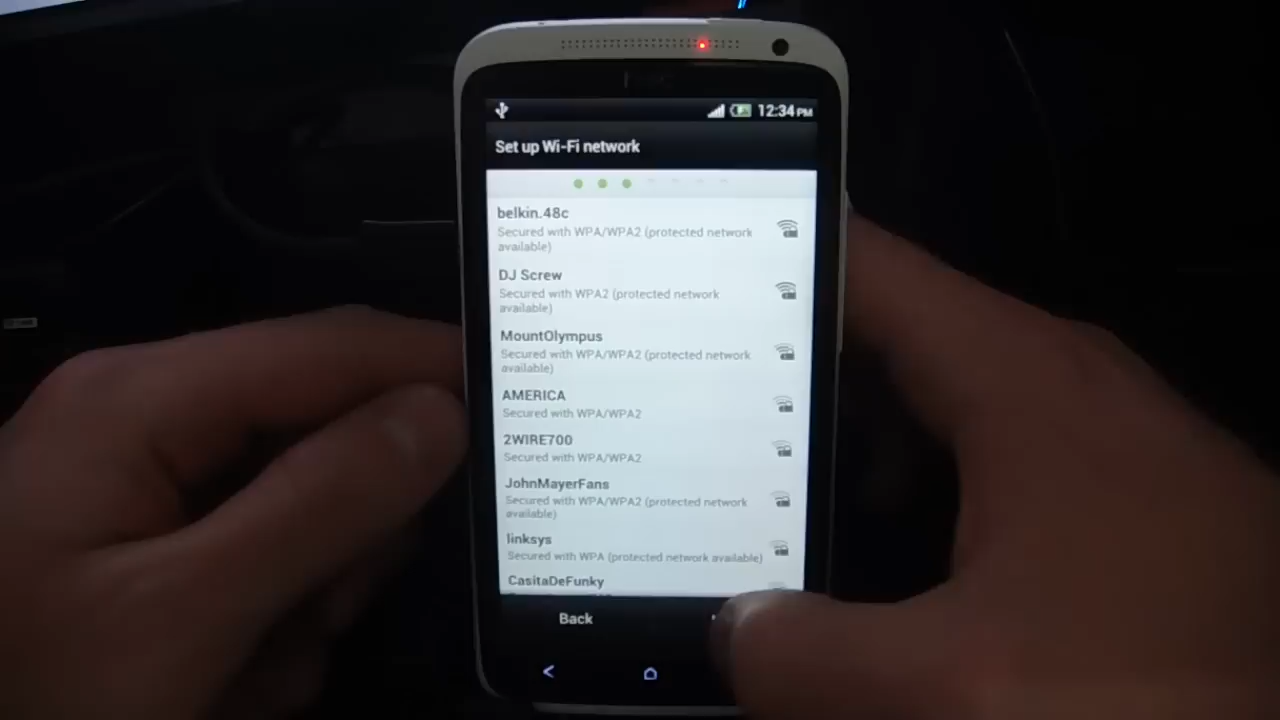 12:34 PM
Set up Wi-Fi network
belkin.48c
Secured with WPA/WPA2 (protected network
available)
DJ Screw
Secured with WPA2 (protected network
available)
MountOlympus
Secured with WPA/WPA2 (protected network
available)
AMERICA
Secured with WPA/WPA2
2WIRE700
Secured with WPA/WPA2
JohnMayerFans
Secured with WPA/WPA2 (protected network
available)
linksys
Secured with WPA (protected network available)
CasitaDeFunky
Back